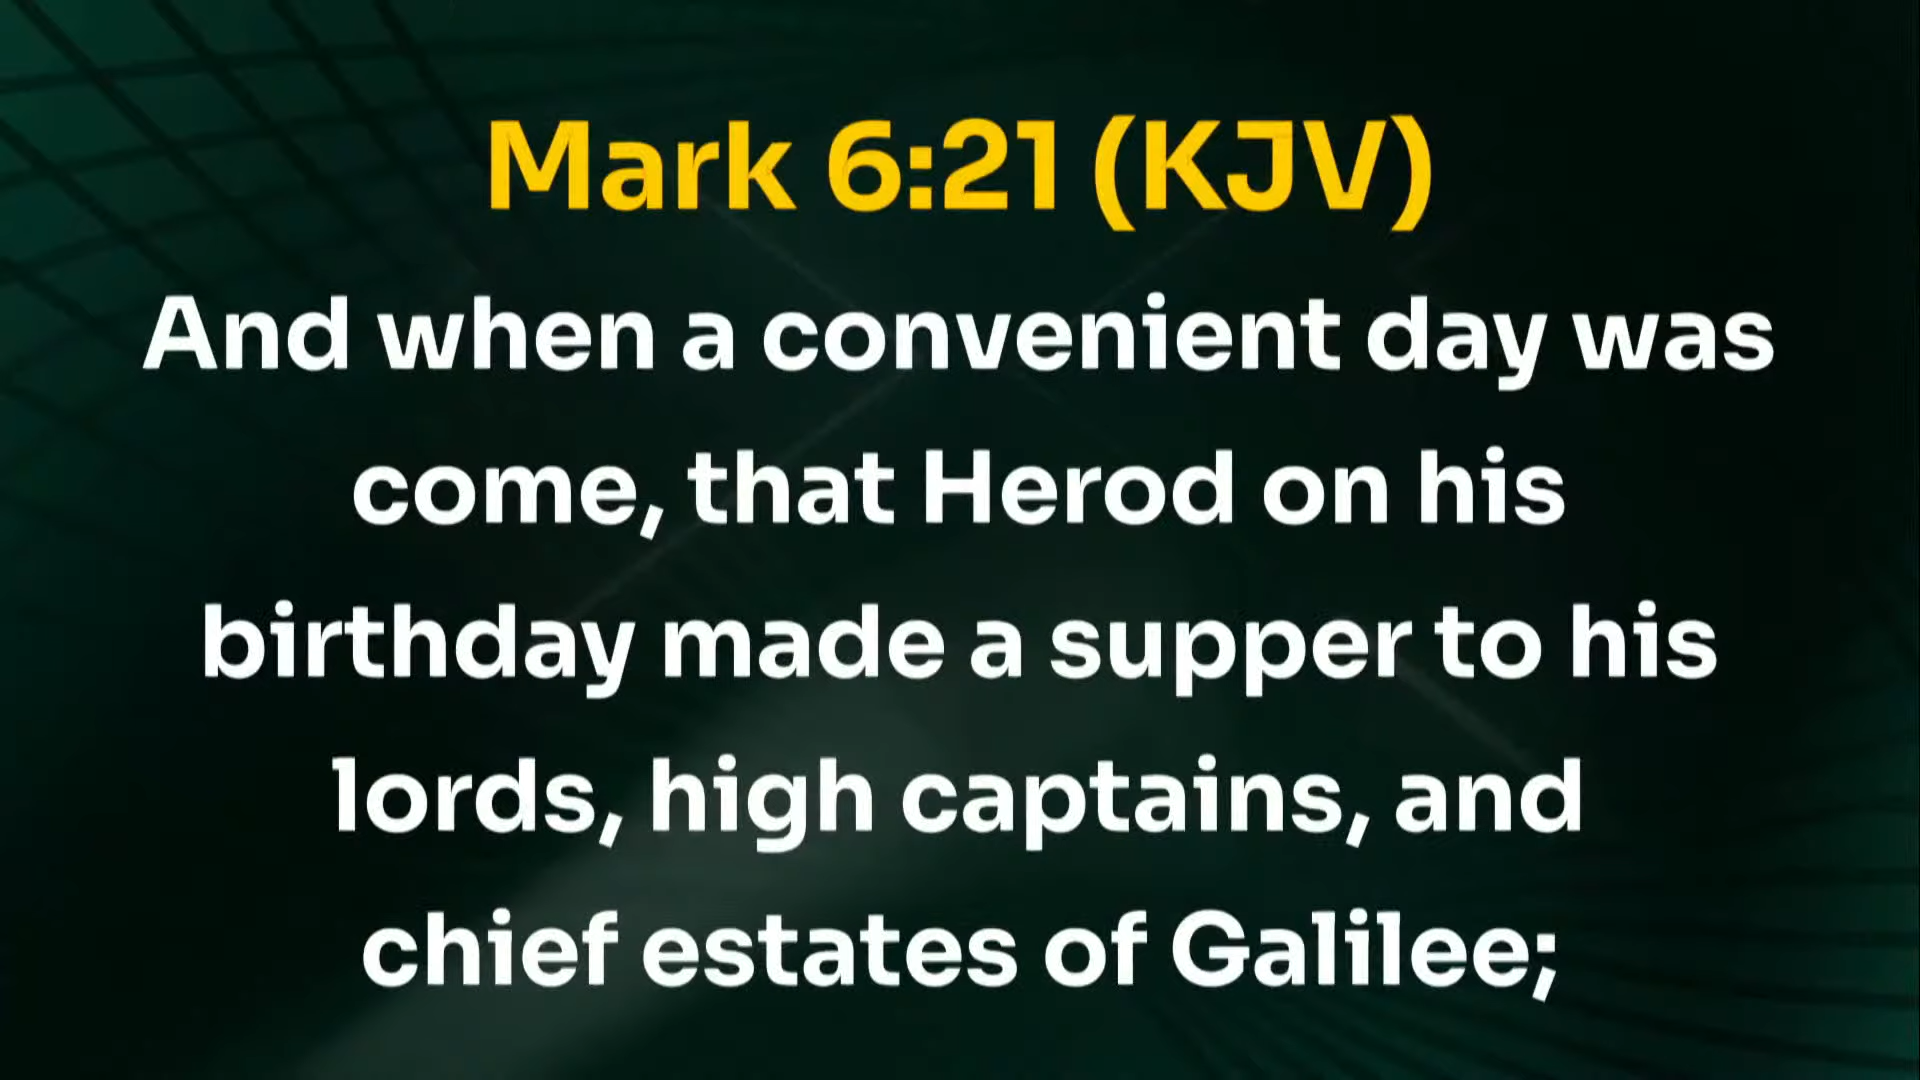 Mark 6:21 (KJV)
And when a convenient day was
come, that Herod on his
birthday made a supper to his
lords, high captains, and
chief estates of Galilee;